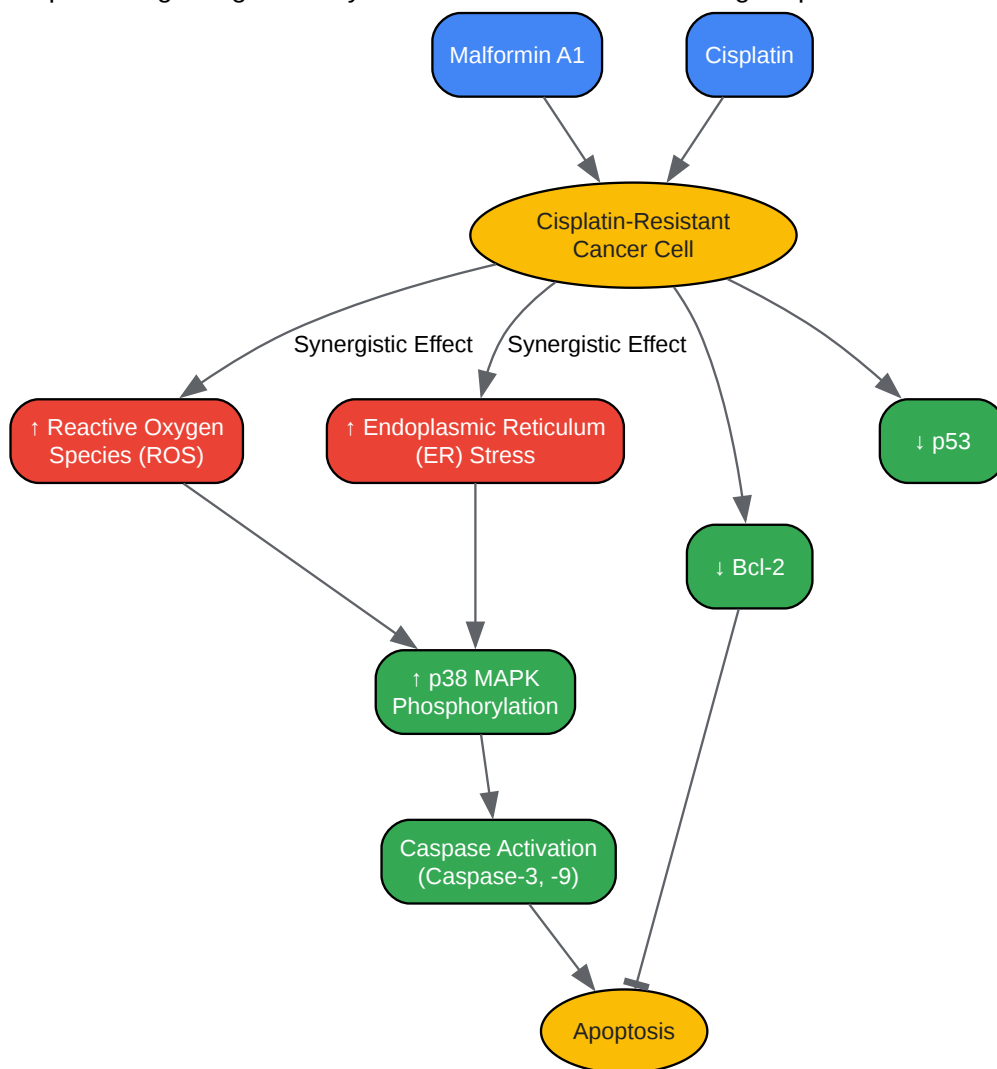 Malformin A1
Cisplatin
Cisplatin-Resistant
Cancer Cell
Synergistic Effect
Synergistic Effect
↑ Reactive Oxygen
Species (ROS)
↑ Endoplasmic Reticulum
(ER) Stress
↓ p53
↓ Bcl-2
↑ p38 MAPK
Phosphorylation
Caspase Activation
(Caspase-3, -9)
Apoptosis